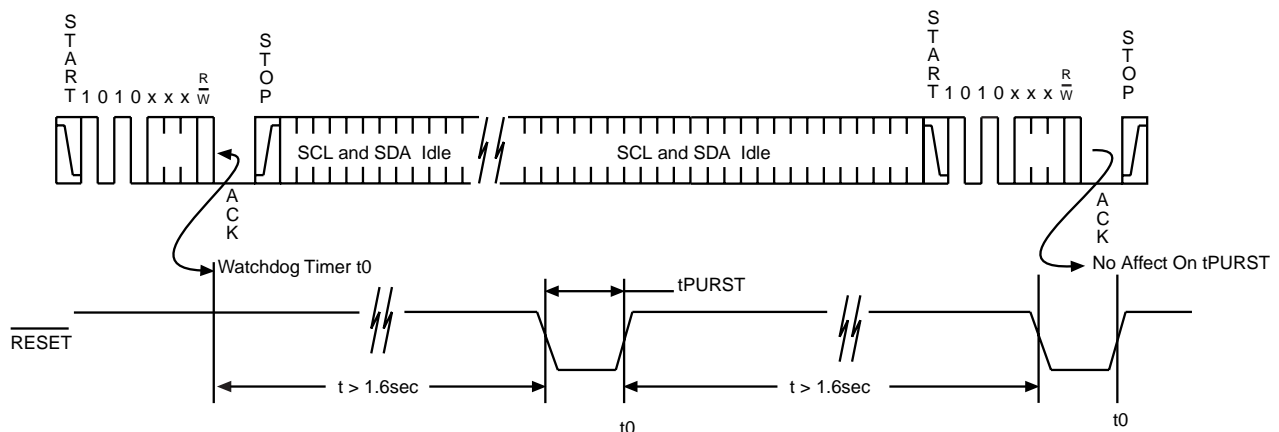 START
STOP
START
STOP
1 0 1 0 x x x R/W
1 0 1 0 x x x R/W
SCL and SDA Idle
SCL and SDA Idle
ACK
ACK
Watchdog Timer t0
No Affect On tPURST
tPURST
RESET
t > 1.6sec
t > 1.6sec
t0
t0